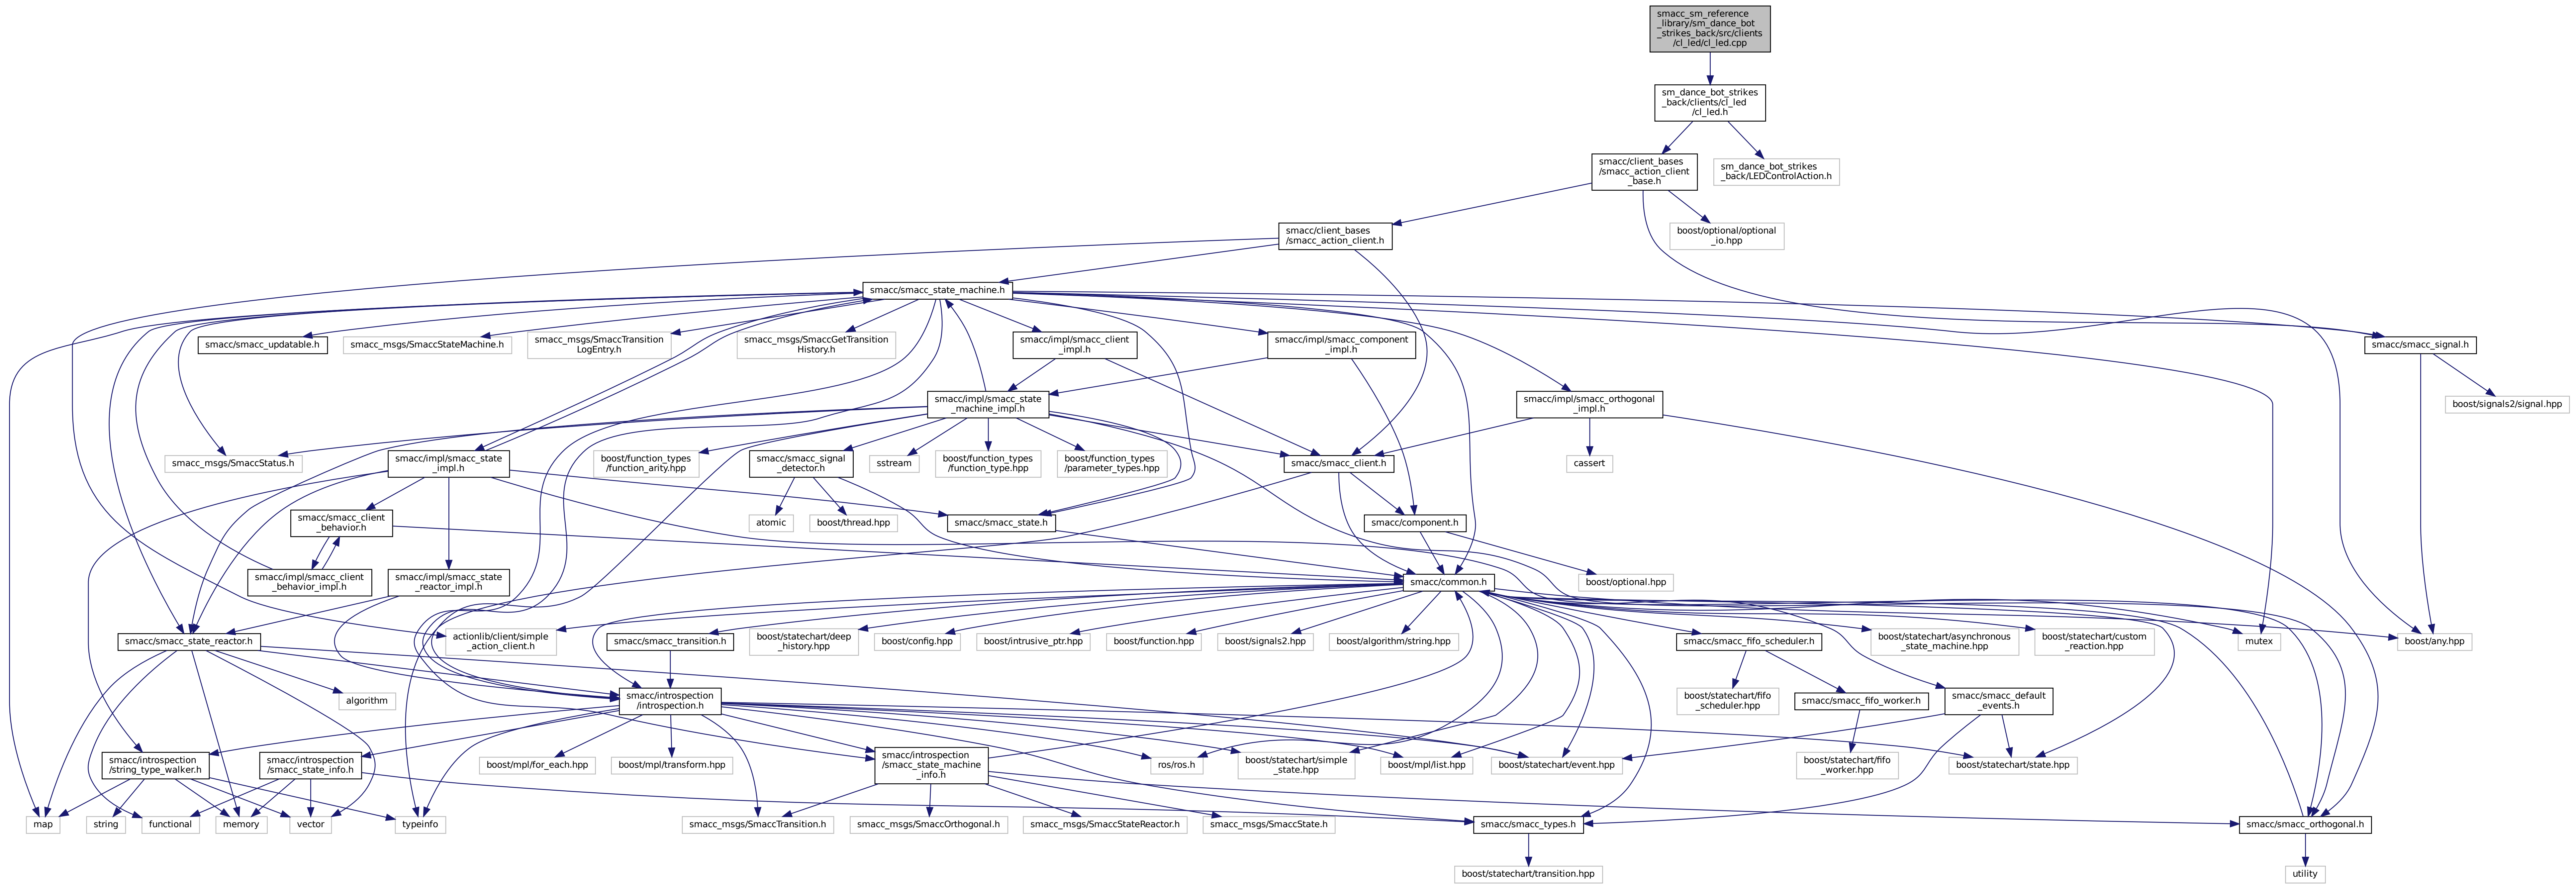 smacc_sm_reference
_library/sm_dance_bot
_strikes_back/src/clients
/cl_led/cl_led.cpp
sm_dance_bot_strikes
_back/clients/cl_led
/cl_led.h
smacc/client_bases
/smacc_action_client
_base.h
sm_dance_bot_strikes
_back/LEDControlAction.h
smacc/client_bases
/smacc_action_client.h
boost/optional/optional
_io.hpp
smacc/smacc_state_machine.h
smacc/smacc_updatable.h
smacc_msgs/SmaccStateMachine.h
smacc_msgs/SmaccTransition
LogEntry.h
smacc_msgs/SmaccGetTransition
History.h
smacc/impl/smacc_client
_impl.h
smacc/impl/smacc_component
_impl.h
smacc/smacc_signal.h
smacc/impl/smacc_state
_machine_impl.h
smacc/impl/smacc_orthogonal
_impl.h
boost/signals2/signal.hpp
smacc_msgs/SmaccStatus.h
smacc/impl/smacc_state
_impl.h
boost/function_types
/function_arity.hpp
smacc/smacc_signal
_detector.h
sstream
boost/function_types
/function_type.hpp
boost/function_types
/parameter_types.hpp
smacc/smacc_client.h
cassert
smacc/smacc_client
_behavior.h
atomic
boost/thread.hpp
smacc/smacc_state.h
smacc/component.h
smacc/impl/smacc_client
_behavior_impl.h
smacc/impl/smacc_state
_reactor_impl.h
smacc/common.h
boost/optional.hpp
smacc/smacc_state_reactor.h
actionlib/client/simple
_action_client.h
smacc/smacc_transition.h
boost/statechart/deep
_history.hpp
boost/config.hpp
boost/intrusive_ptr.hpp
boost/function.hpp
boost/signals2.hpp
boost/algorithm/string.hpp
smacc/smacc_fifo_scheduler.h
boost/statechart/asynchronous
_state_machine.hpp
boost/statechart/custom
_reaction.hpp
mutex
boost/any.hpp
algorithm
smacc/introspection
/introspection.h
boost/statechart/fifo
_scheduler.hpp
smacc/smacc_fifo_worker.h
smacc/smacc_default
_events.h
smacc/introspection
/string_type_walker.h
smacc/introspection
/smacc_state_info.h
boost/mpl/for_each.hpp
boost/mpl/transform.hpp
smacc/introspection
/smacc_state_machine
_info.h
ros/ros.h
boost/statechart/simple
_state.hpp
boost/mpl/list.hpp
boost/statechart/event.hpp
boost/statechart/fifo
_worker.hpp
boost/statechart/state.hpp
map
string
functional
memory
vector
typeinfo
smacc_msgs/SmaccTransition.h
smacc_msgs/SmaccOrthogonal.h
smacc_msgs/SmaccStateReactor.h
smacc_msgs/SmaccState.h
smacc/smacc_types.h
smacc/smacc_orthogonal.h
boost/statechart/transition.hpp
utility